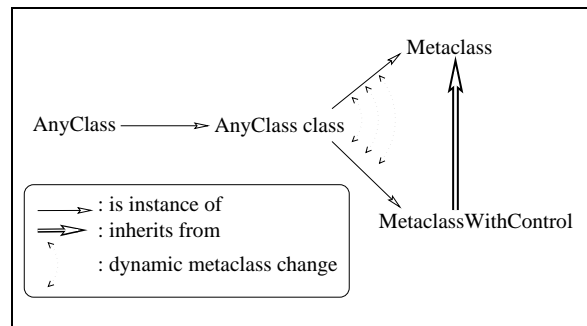 Metaclass
AnyClass
AnyClass class
MetaclassWithControl
: is instance of
: inherits from
: dynamic metaclass change